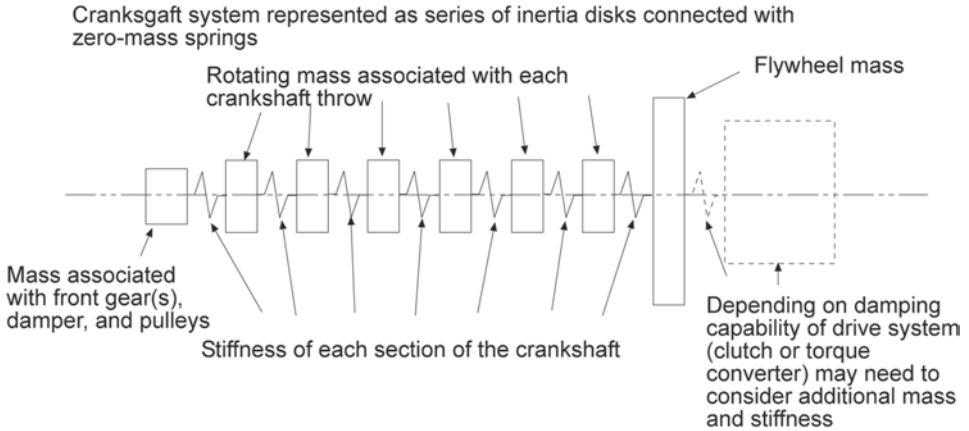 Cranksgaft system represented as series of inertia disks connected with
zero-mass springs
Rotating mass associated with each
crankshaft throw
Flywheel mass
Mass associated
with front gear(s),
damper, and pulleys
Stiffness of each section of the crankshaft
Depending on damping
capability of drive system
(clutch or torque
converter) may need to
consider additional mass
and stiffness